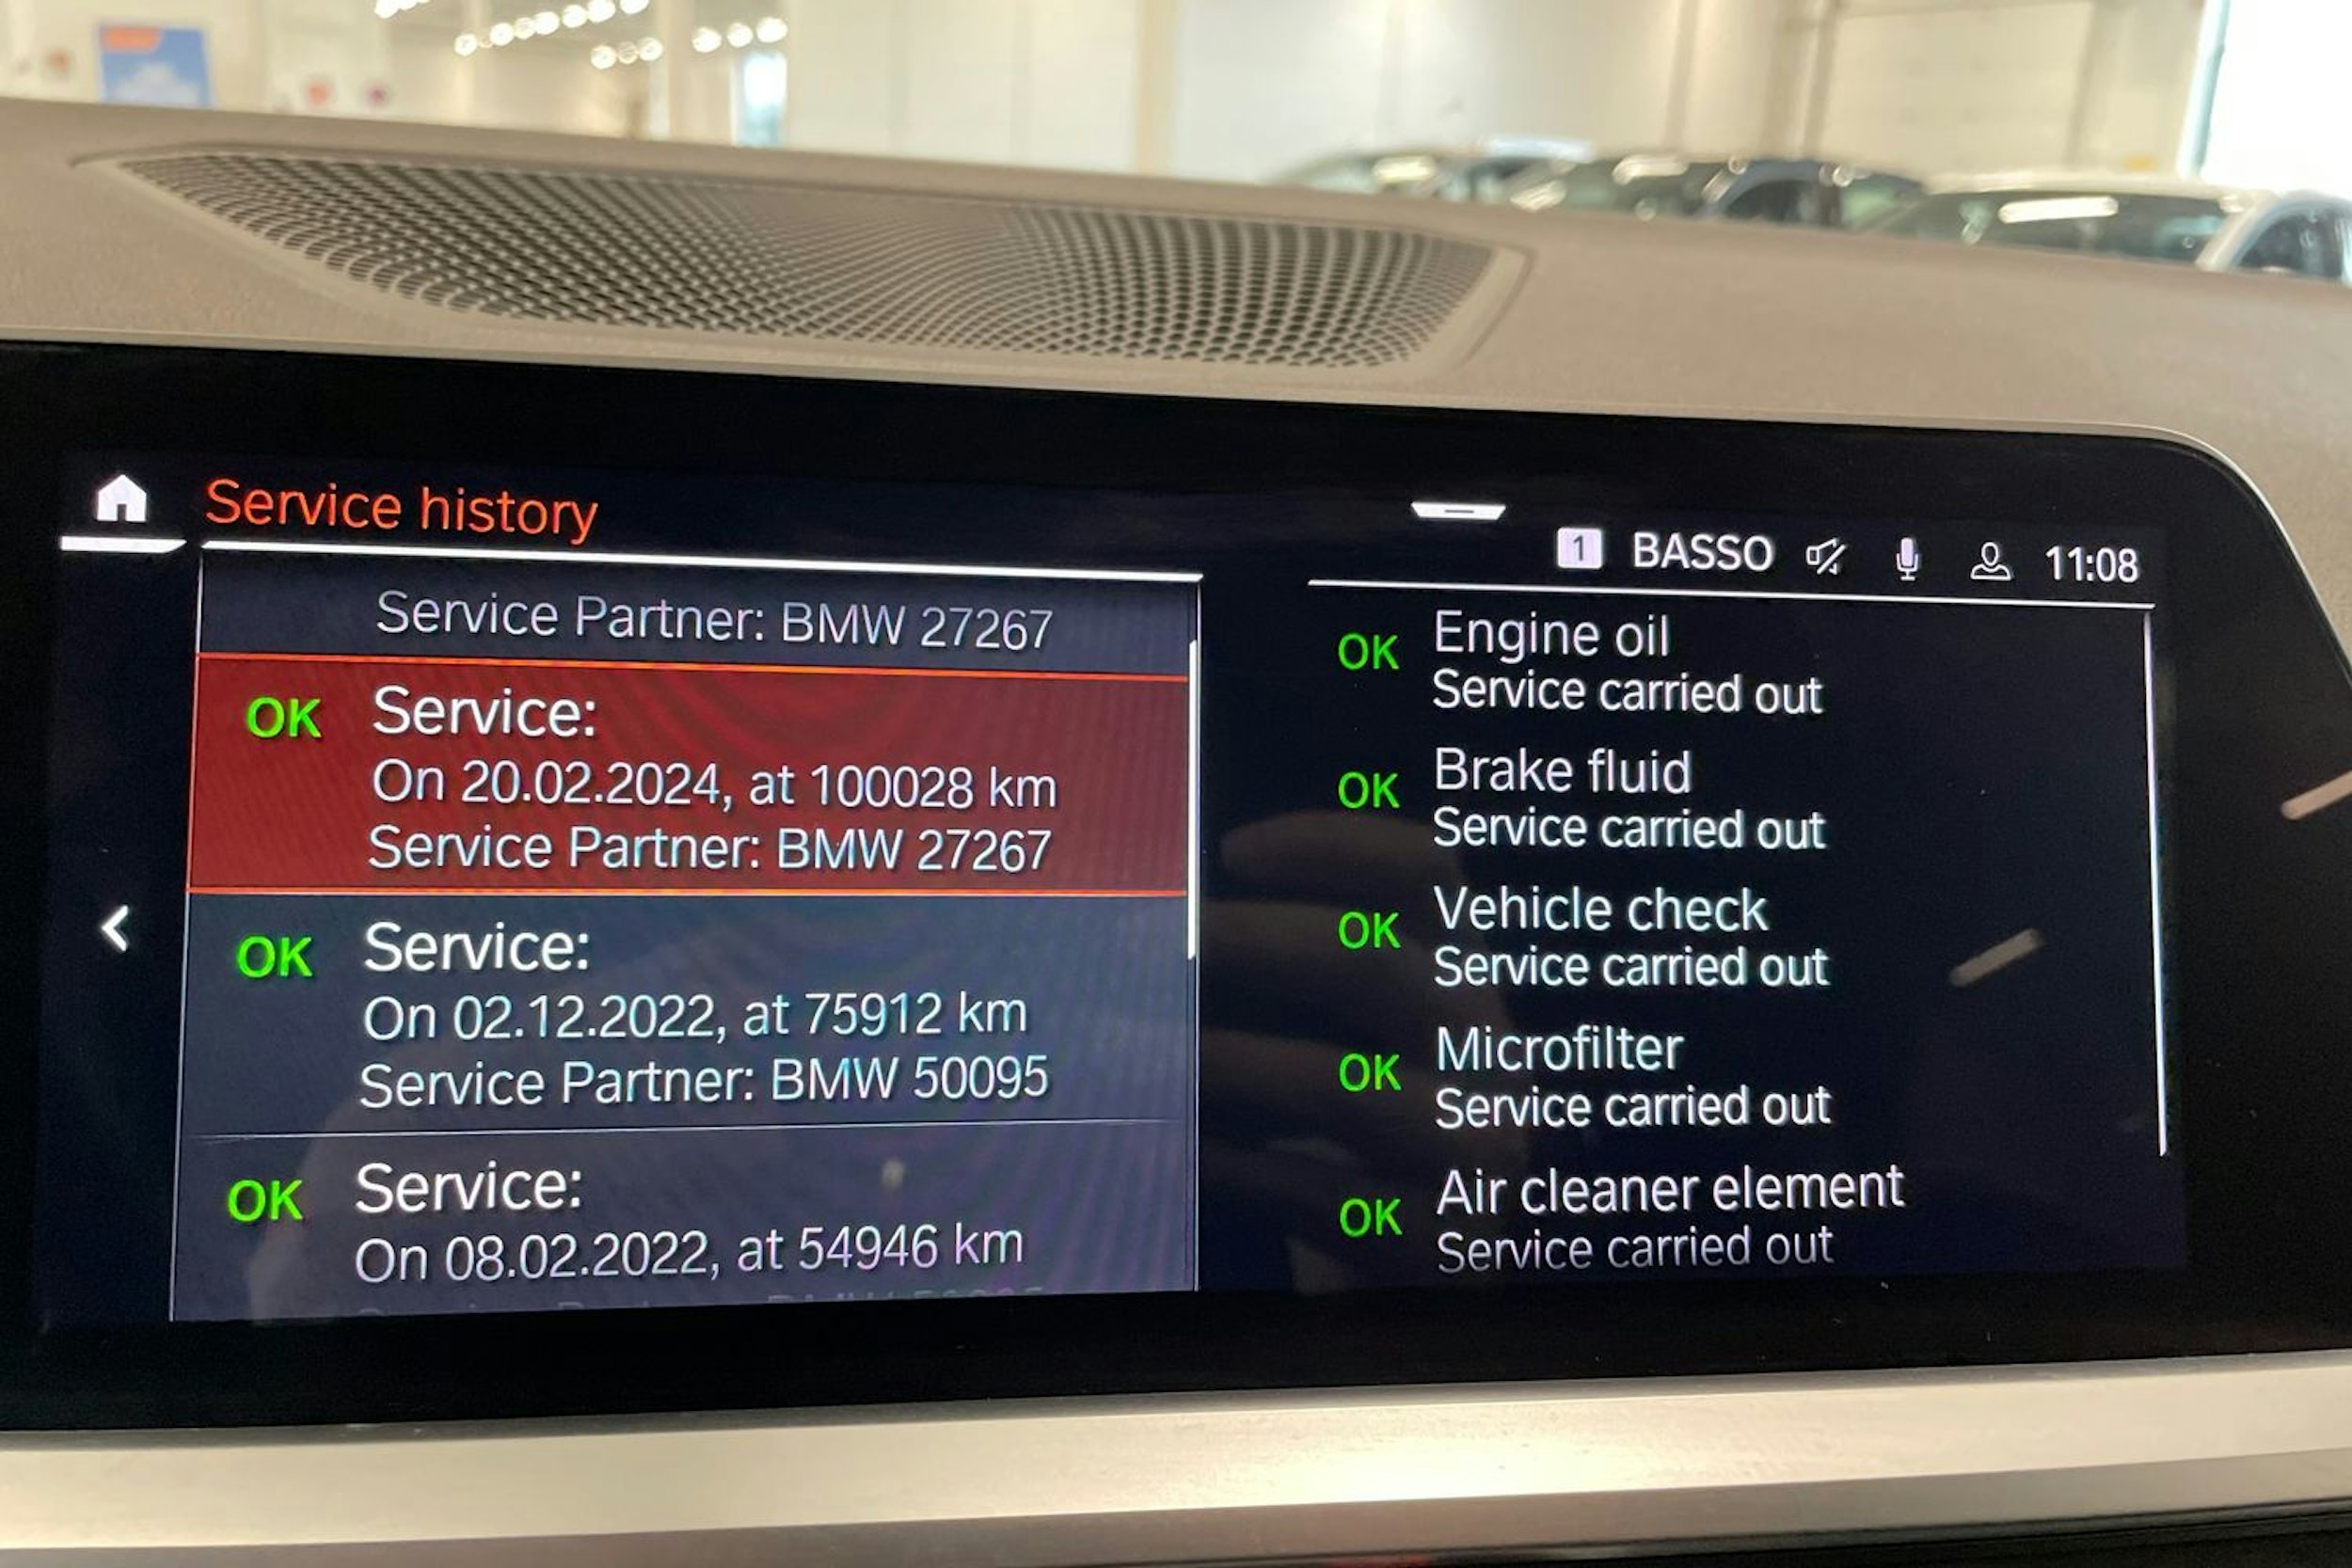 Service history
1 BASSO 11:08
Service Partner: BMW 27267
OK Service:
On 20.02.2024, at 100028 km
Service Partner: BMW 27267
OK Service:
On 02.12.2022, at 75912 km
Service Partner: BMW 50095
OK Service:
On 08.02.2022, at 54946 km
OK Engine oil
Service carried out
OK Brake fluid
Service carried out
OK Vehicle check
Service carried out
OK Microfilter
Service carried out
OK Air cleaner element
Service carried out